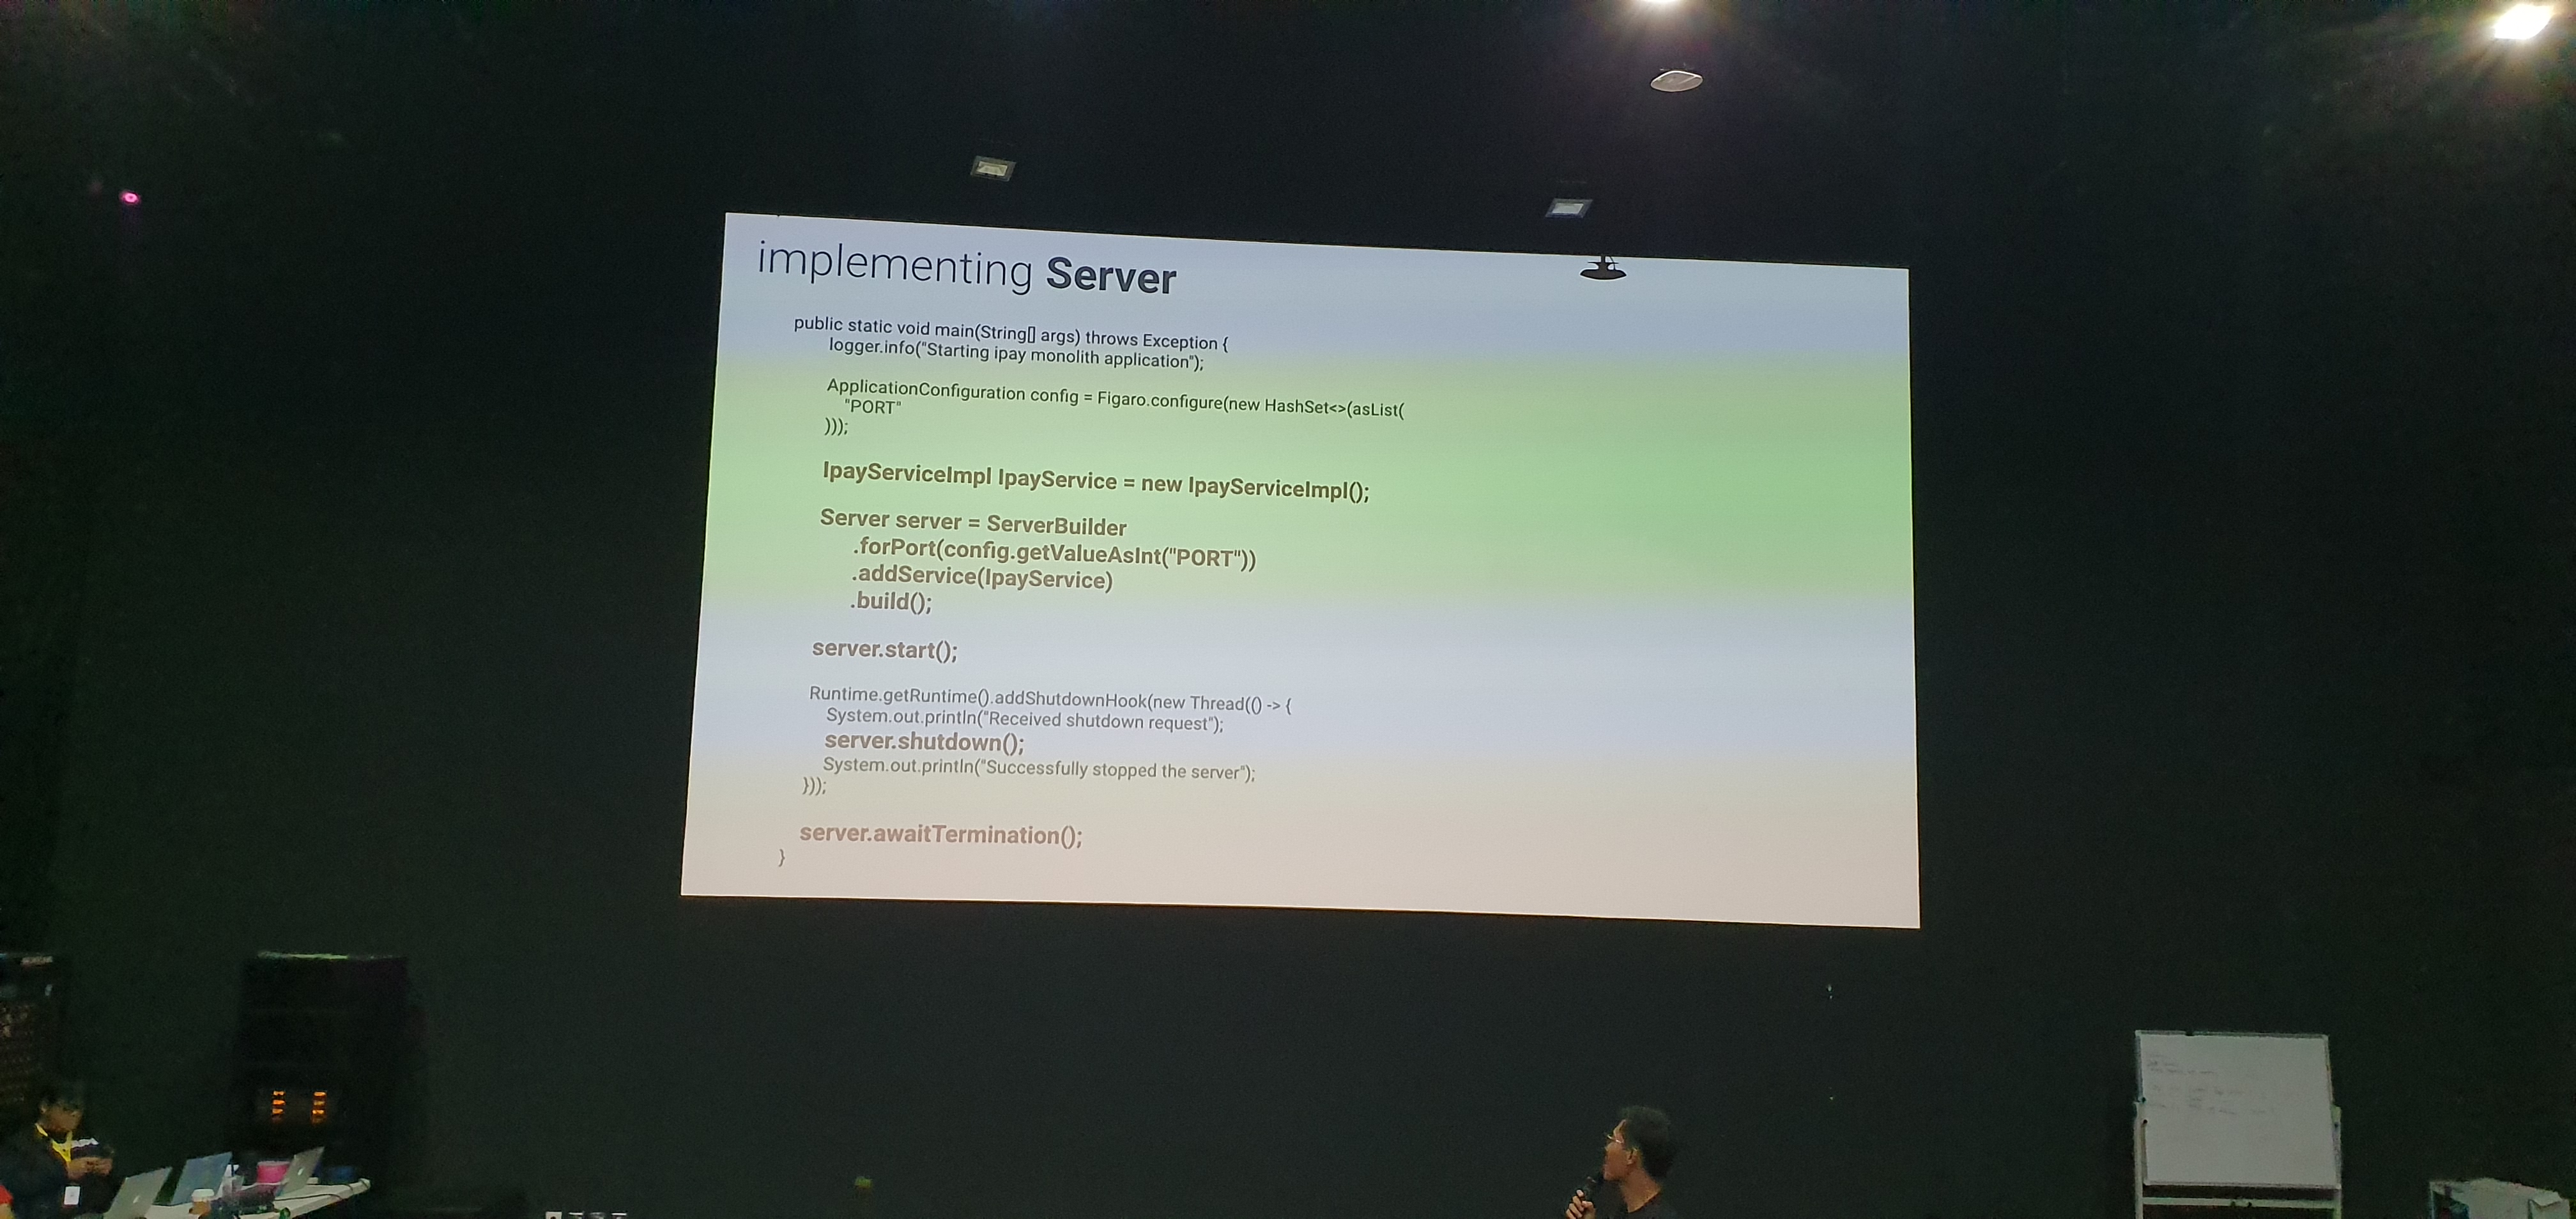 implementing Server
public static void main(String[] args) throws Exception {
logger.info("Starting ipay monolith application");
ApplicationConfiguration config = Figaro.configure(new HashSet<>(asList(
"PORT"
)));
IpayServiceImpl IpayService = new IpayServiceImpl();
Server server = ServerBuilder
.forPort(config.getValueAsInt("PORT"))
.addService(IpayService)
.build();
server.start();
Runtime.getRuntime().addShutdownHook(new Thread(() -> {
System.out.println("Received shutdown request");
server.shutdown();
System.out.println("Successfully stopped the server");
}));
server.awaitTermination();
}